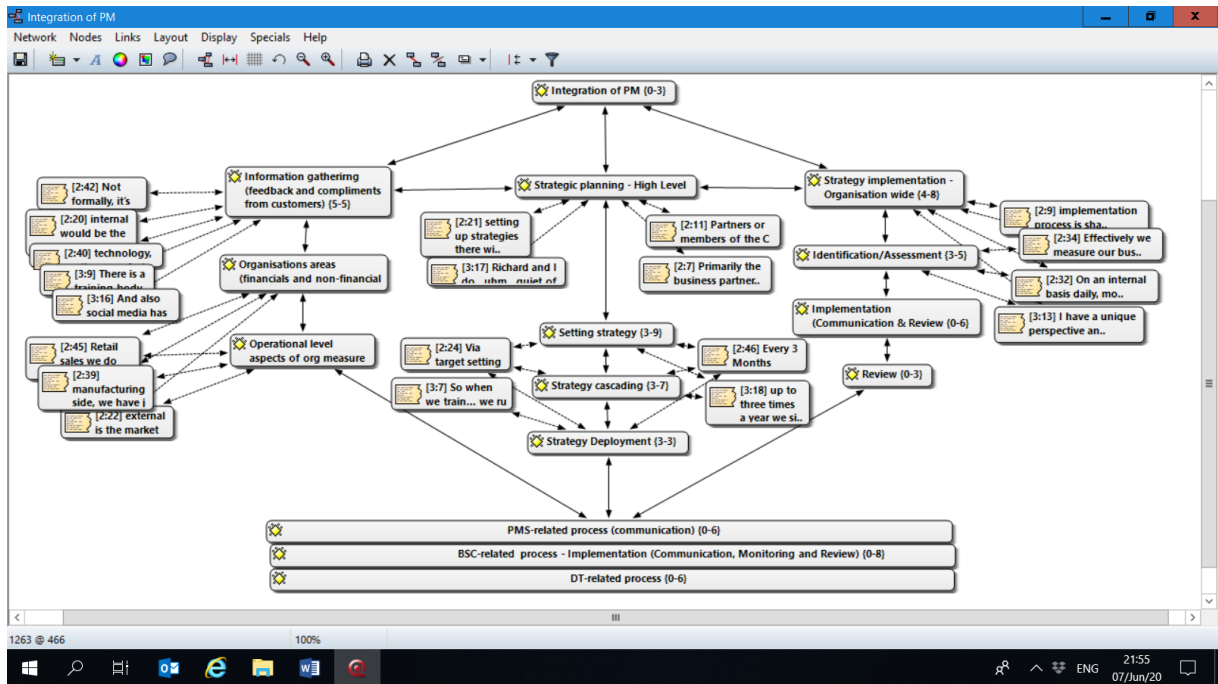 Integration of PM
Network Nodes Links Layout Display Specials Help
Integration of PM {0-3}
Information gathering
(feedback and compliments
from customers) {5-5}
Strategic planning - High Level
Strategy implementation -
Organisation wide {4-8}
[2:42] Not
formally, it's
[2:20] internal
would be the
[2:40] technology,
[3:9] There is a
training body
[3:16] And also
social media has
[2:21] setting
up strategies
there wi..
[3:17] Richard and I
do.. uhm.. quiet of
[2:11] Partners or
members of the C
[2:7] Primarily the
business partner..
[2:9] implementation
process is sha..
[2:34] Effectively we
measure our bus..
[2:32] On an internal
basis daily, mo..
[3:13] I have a unique
perspective an..
Organisations areas
(financials and non-financial
Identification/Assessment {3-5}
Implementation
(Communication & Review {0-6}
Operational level
aspects of org measure
Setting strategy {3-9}
[2:45] Retail
sales we do
[2:39]
manufacturing
side, we have i
[2:22] external
is the market
[2:24] Via
target setting
[3:7] So when
we train... we ru
Strategy cascading {3-7}
[2:46] Every 3
Months
[3:18] up to
three times
a year we si..
Review {0-3}
Strategy Deployment {3-3}
PMS-related process (communication) {0-6}
BSC-related process - Implementation (Communication, Monitoring and Review) {0-8}
DT-related process {0-6}
1263 @ 466
100%
ENG
21:55
07/Jun/20